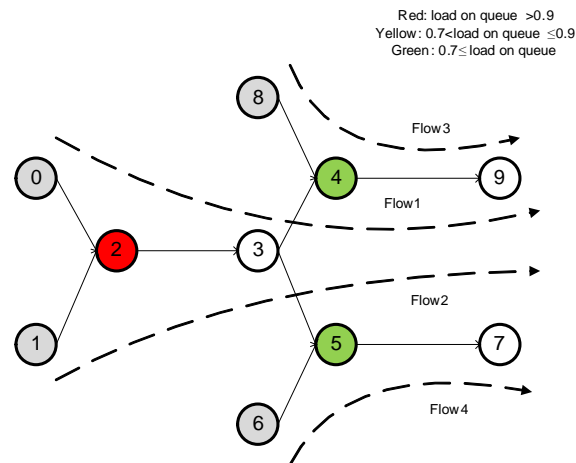 Red: load on queue >0.9
Yellow: 0.7<load on queue ≤0.9
Green: 0.7≤ load on queue
8
Flow3
0
4
9
Flow1
2
3
Flow2
1
5
7
Flow4
6